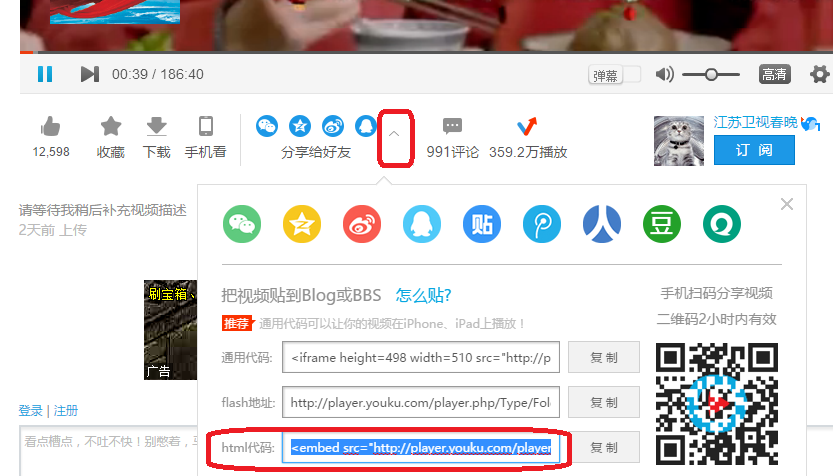 00:39 / 186:40
弹幕
高清
12,598
收藏
下载
手机看
分享给好友
991评论
359.2万播放
江苏卫视春晚
订 阅
请等待我稍后补充视频描述
2天前 上传
贴
人
豆
把视频贴到Blog或BBS 怎么贴?
推荐 通用代码可以让你的视频在iPhone、iPad上播放！
通用代码: <iframe height=498 width=510 src="http://p 复 制
flash地址: http://player.youku.com/player.php/Type/Fol 复 制
html代码: <embed src="http://player.youku.com/player 复 制
手机扫码分享视频
二维码2小时内有效
刷宝箱、
广告
登录 | 注册
看点槽点，不吐不快！别憋着，马